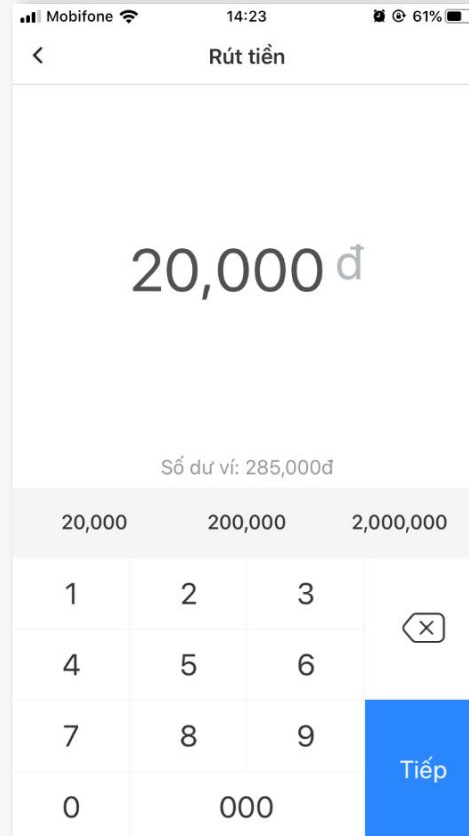 Mobifone 14:23 61%
Rút tiền
20,000 đ
Số dư ví: 285,000đ
20,000 200,000 2,000,000
1 2 3
4 5 6
7 8 9
Tiếp
0 000